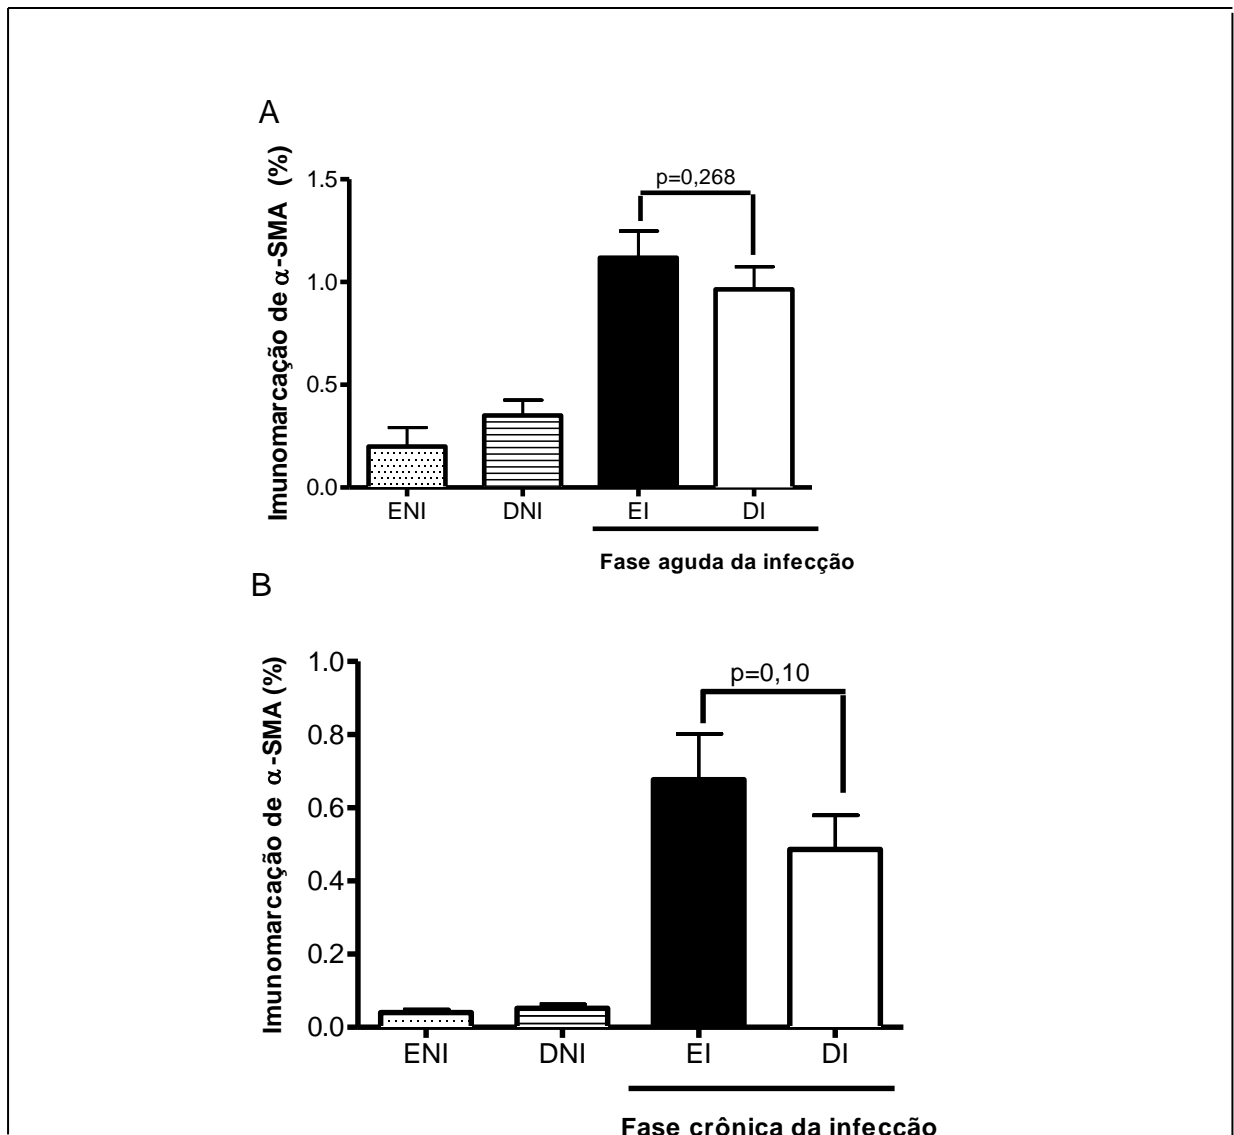 A
Imunomarcação de α-SMA (%)
p=0,268
1.5
1.0
0.5
0.0
ENI DNI EI DI
Fase aguda da infecção
B
Imunomarcação de α-SMA (%)
p=0,10
1.0
0.8
0.6
0.4
0.2
0.0
ENI DNI EI DI
Fase crônica da infecção